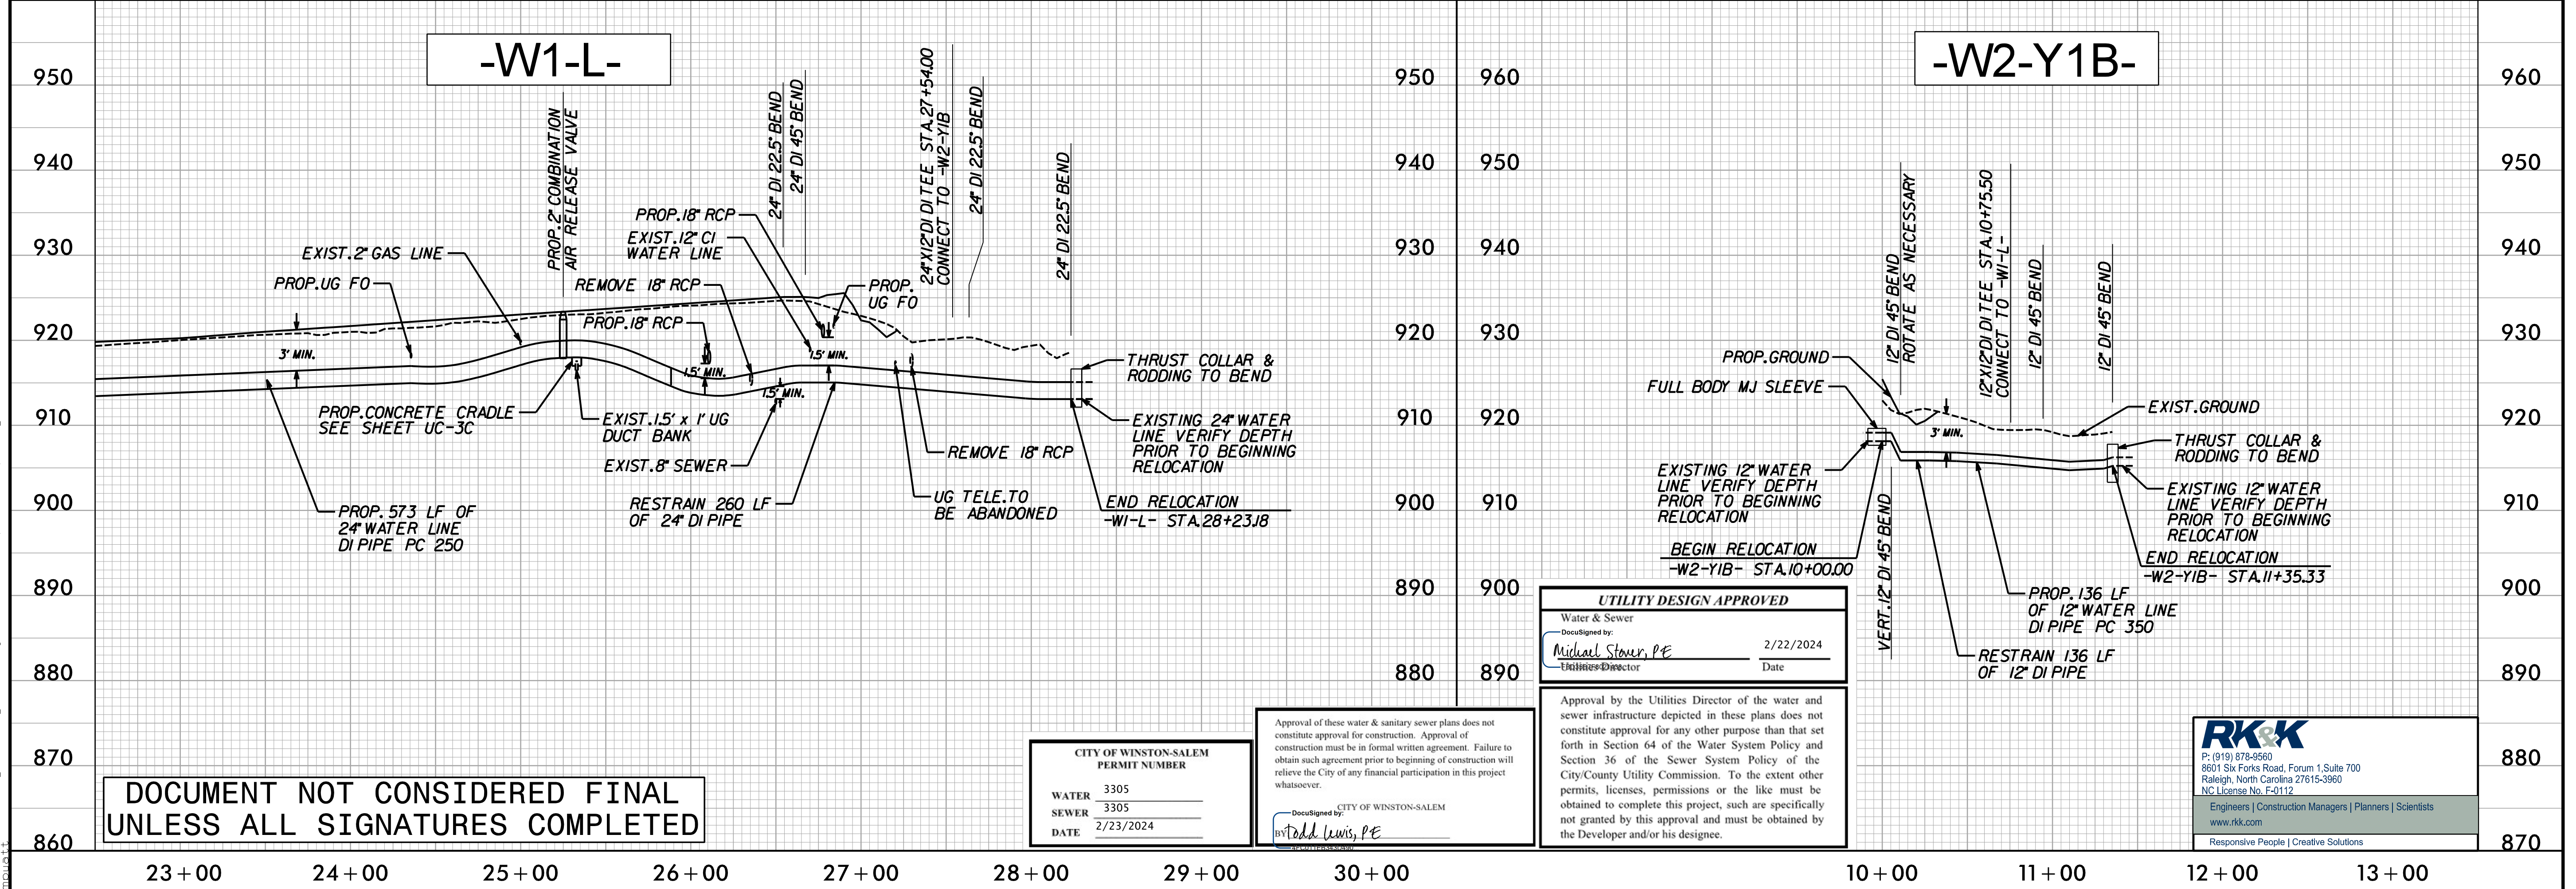 -W1-L-
-W2-Y1B-
950
940
930
920
910
900
890
880
870
860
PROP. 2" COMBINATION
AIR RELEASE VALVE
24" DI 22.5° BEND
24" DI 45° BEND
24"X12" DI DI TEE STA. 27+54.00
CONNECT TO -W2-Y1B
24" DI 22.5° BEND
24" DI 22.5° BEND
PROP. 18" RCP
EXIST. 12" CI
WATER LINE
EXIST. 2" GAS LINE
PROP. UG FO
REMOVE 18" RCP
PROP.
UG FO
PROP. 18" RCP
3' MIN.
1.5' MIN.
1.5' MIN.
1.5' MIN.
THRUST COLLAR &
RODDING TO BEND
PROP. CONCRETE CRADLE
SEE SHEET UC-3C
EXIST. 1.5' x 1' UG
DUCT BANK
EXISTING 24" WATER
LINE VERIFY DEPTH
PRIOR TO BEGINNING
RELOCATION
REMOVE 18" RCP
EXIST. 8" SEWER
PROP. 573 LF OF
24" WATER LINE
DI PIPE PC 250
RESTRAIN 260 LF
OF 24" DI PIPE
UG TELE. TO
BE ABANDONED
END RELOCATION
-W1-L- STA. 28+23.18
950
940
930
920
910
900
890
880
960
950
940
930
920
910
900
890
12" DI 45° BEND
ROTATE AS NECESSARY
12"X12" DI DI TEE STA. 10+75.50
CONNECT TO -W1-L-
12" DI 45° BEND
12" DI 45° BEND
PROP. GROUND
FULL BODY MJ SLEEVE
3' MIN.
EXIST. GROUND
THRUST COLLAR &
RODDING TO BEND
EXISTING 12" WATER
LINE VERIFY DEPTH
PRIOR TO BEGINNING
RELOCATION
EXISTING 12" WATER
LINE VERIFY DEPTH
PRIOR TO BEGINNING
RELOCATION
BEGIN RELOCATION
-W2-Y1B- STA. 10+00.00
VERT. 12" DI 45° BEND
END RELOCATION
-W2-Y1B- STA. 11+35.33
PROP. 136 LF
OF 12" WATER LINE
DI PIPE PC 350
RESTRAIN 136 LF
OF 12" DI PIPE
960
950
940
930
920
910
900
890
880
870
UTILITY DESIGN APPROVED
Water & Sewer
DocuSigned by:
Michael Stover, PE
2/22/2024
Utilities Director
Date
Approval by the Utilities Director of the water and
sewer infrastructure depicted in these plans does not
constitute approval for any other purpose than that set
forth in Section 64 of the Water System Policy and
Section 36 of the Sewer System Policy of the
City/County Utility Commission. To the extent other
permits, licenses, permissions or the like must be
obtained to complete this project, such are specifically
not granted by this approval and must be obtained by
the Developer and/or his designee.
Approval of these water & sanitary sewer plans does not
constitute approval for construction. Approval of
construction must be in formal written agreement. Failure to
obtain such agreement prior to beginning of construction will
relieve the City of any financial participation in this project
whatsoever.
CITY OF WINSTON-SALEM
DocuSigned by:
BY Todd Lewis, PE
CITY OF WINSTON-SALEM
PERMIT NUMBER
WATER 3305
SEWER 3305
DATE 2/23/2024
DOCUMENT NOT CONSIDERED FINAL
UNLESS ALL SIGNATURES COMPLETED
RK&K
P: (919) 878-9560
8601 Six Forks Road, Forum 1,Suite 700
Raleigh, North Carolina 27615-3960
NC License No. F-0112
Engineers | Construction Managers | Planners | Scientists
www.rkk.com
Responsive People | Creative Solutions
23+00
24+00
25+00
26+00
27+00
28+00
29+00
30+00
10+00
11+00
12+00
13+00